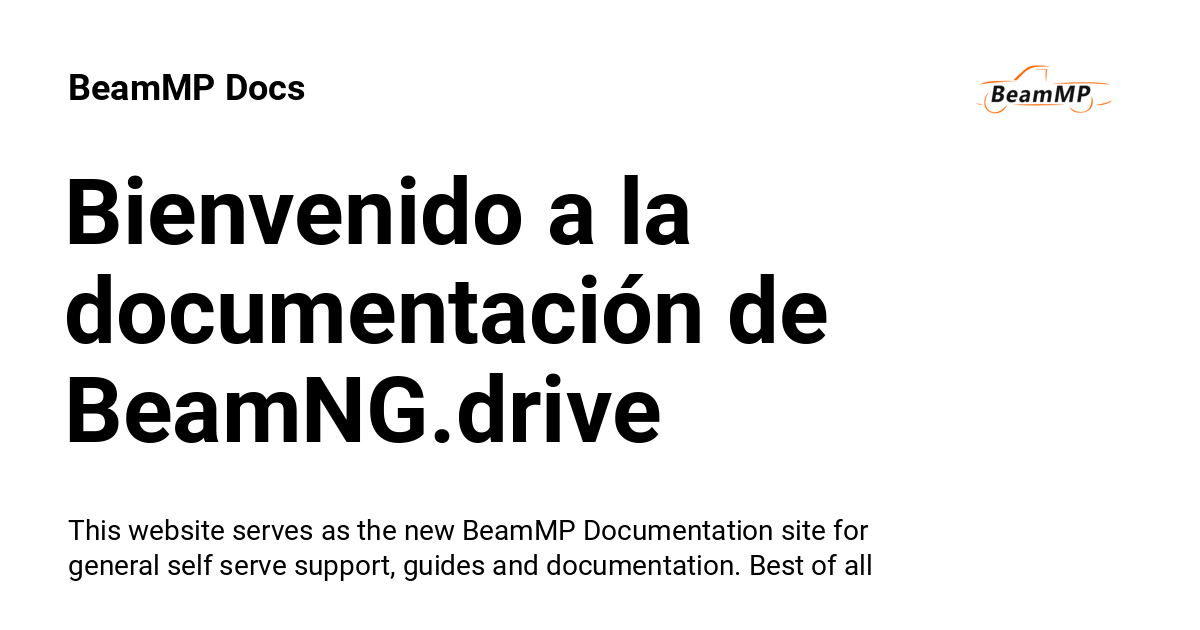 BeamMP Docs
BeamMP
Bienvenido a la
documentación de
BeamNG.drive
This website serves as the new BeamMP Documentation site for
general self serve support, guides and documentation. Best of all